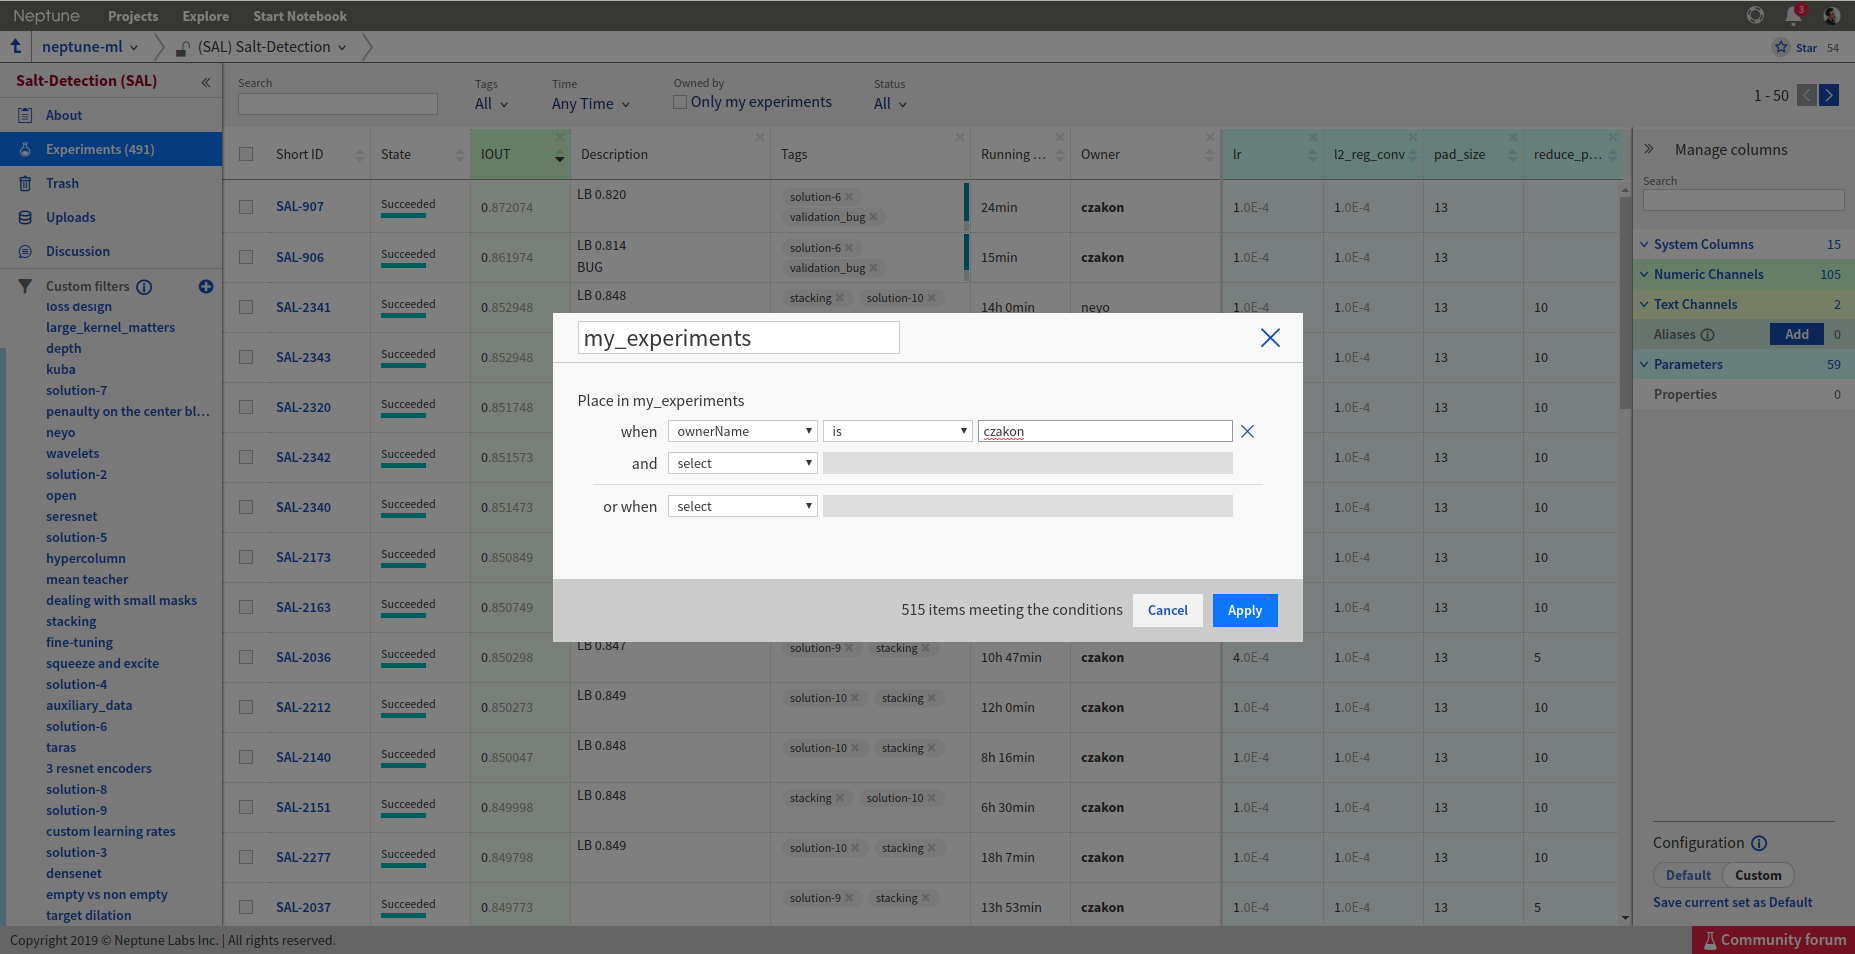 Neptune Projects Explore Start Notebook 3
neptune-ml (SAL) Salt-Detection Star 54
Salt-Detection (SAL)
About
Experiments (491)
Trash
Uploads
Discussion
Custom filters
loss design
large_kernel_matters
depth
kuba
solution-7
penaulty on the center bl...
neyo
wavelets
solution-2
open
seresnet
solution-5
hypercolumn
mean teacher
dealing with small masks
stacking
fine-tuning
squeeze and excite
solution-4
auxiliary_data
solution-6
taras
3 resnet encoders
solution-8
solution-9
custom learning rates
solution-3
densenet
empty vs non empty
target dilation
Search Tags Time Owned by Status
All Any Time Only my experiments All 1 - 50
Short ID State IOUT Description Tags Running ... Owner lr l2_reg_conv pad_size reduce_p...
SAL-907 Succeeded 0.872074 LB 0.820 solution-6 validation_bug 24min czakon 1.0E-4 1.0E-4 13
SAL-906 Succeeded 0.861974 LB 0.814 BUG solution-6 validation_bug 15min czakon 1.0E-4 1.0E-4 13
SAL-2341 Succeeded 0.852948 LB 0.848 stacking solution-10 14h 0min neyo 1.0E-4 1.0E-4 13 10
SAL-2343 Succeeded 0.852948 1.0E-4 13 10
SAL-2320 Succeeded 0.851748 1.0E-4 13 10
SAL-2342 Succeeded 0.851573 1.0E-4 13 10
SAL-2340 Succeeded 0.851473 1.0E-4 13 10
SAL-2173 Succeeded 0.850849 1.0E-4 13 10
SAL-2163 Succeeded 0.850749 1.0E-4 13 10
SAL-2036 Succeeded 0.850298 LB 0.847 solution-9 stacking 10h 47min czakon 4.0E-4 1.0E-4 13 5
SAL-2212 Succeeded 0.850273 LB 0.849 solution-10 stacking 12h 0min czakon 1.0E-4 1.0E-4 13 10
SAL-2140 Succeeded 0.850047 LB 0.848 solution-10 stacking 8h 16min czakon 1.0E-4 1.0E-4 13 10
SAL-2151 Succeeded 0.849998 LB 0.848 stacking solution-10 6h 30min czakon 1.0E-4 1.0E-4 13 10
SAL-2277 Succeeded 0.849798 LB 0.849 solution-10 stacking 18h 7min czakon 1.0E-4 1.0E-4 13 10
SAL-2037 Succeeded 0.849773 solution-9 stacking 13h 53min czakon 1.0E-4 1.0E-4 13 5
my_experiments
Place in my_experiments
when ownerName is czakon
and select
or when select
515 items meeting the conditions Cancel Apply
Manage columns
Search
System Columns 15
Numeric Channels 105
Text Channels 2
Aliases Add 0
Parameters 59
Properties 0
Configuration
Default Custom
Save current set as Default
Copyright 2019 © Neptune Labs Inc. | All rights reserved.
Community forum